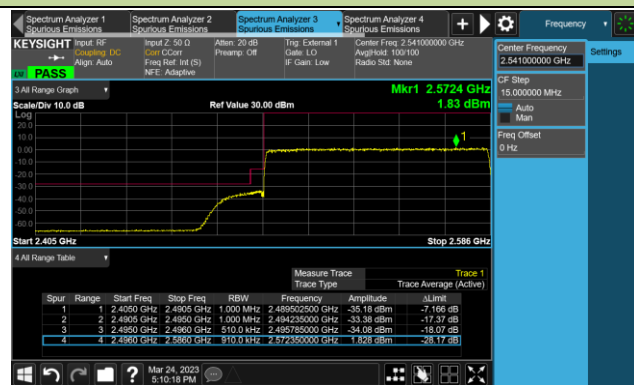 Spectrum Analyzer 1
Spurious Emissions
Spectrum Analyzer 2
Spurious Emissions
Spectrum Analyzer 3
Spurious Emissions
Spectrum Analyzer 4
Spurious Emissions
Frequency
KEYSIGHT
Input: RF
Coupling: DC
Align: Auto
Input Z: 50 Ω
Corr CCorr
Freq Ref: Int (S)
NFE: Adaptive
Atten: 20 dB
Preamp: Off
Trig: External 1
Gate: LO
IF Gain: Low
Center Freq: 2.541000000 GHz
Avg|Hold: 100/100
Radio Std: None
PASS
Center Frequency
2.541000000 GHz
Settings
CF Step
15.000000 MHz
Auto
Man
Freq Offset
0 Hz
3 All Range Graph
Mkr1 2.5724 GHz
1.83 dBm
Scale/Div 10.0 dB
Ref Value 30.00 dBm
Log
20.0
10.0
0.00
-10.0
-20.0
-30.0
-40.0
-50.0
-60.0
1
Start 2.405 GHz
Stop 2.586 GHz
4 All Range Table
Measure Trace Trace 1
Trace Type Trace Average (Active)
Spur Range Start Freq Stop Freq RBW Frequency Amplitude ΔLimit
1 1 2.4050 GHz 2.4905 GHz 1.000 MHz 2.489502500 GHz -35.18 dBm -7.166 dB
2 2 2.4905 GHz 2.4950 GHz 1.000 MHz 2.494235000 GHz -33.38 dBm -17.37 dB
3 3 2.4950 GHz 2.4960 GHz 510.0 kHz 2.495785000 GHz -34.08 dBm -18.07 dB
4 4 2.4960 GHz 2.5860 GHz 910.0 kHz 2.572350000 GHz 1.828 dBm -28.17 dB
?
Mar 24, 2023
5:10:18 PM